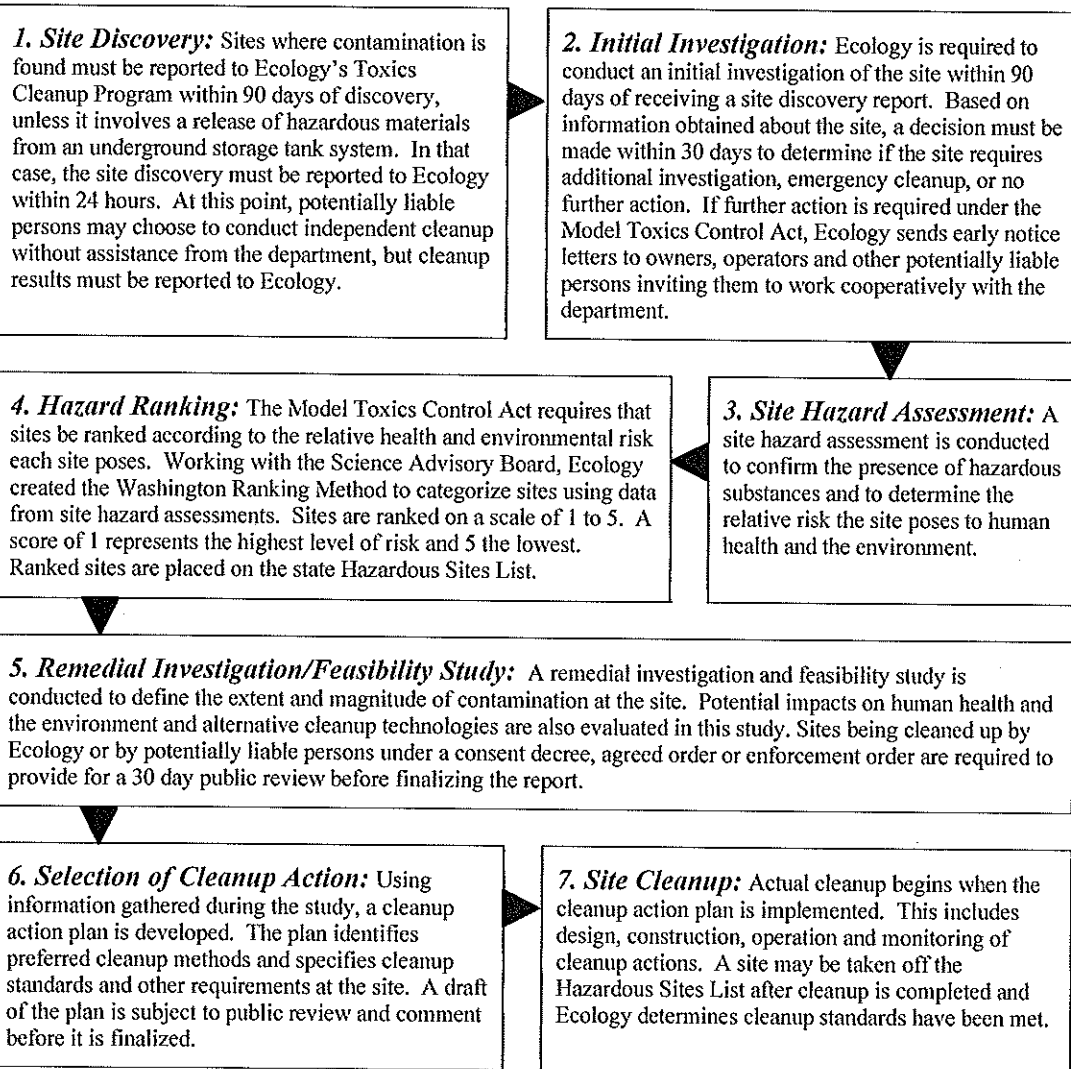 1. Site Discovery: Sites where contamination is
found must be reported to Ecology's Toxics
Cleanup Program within 90 days of discovery,
unless it involves a release of hazardous materials
from an underground storage tank system. In that
case, the site discovery must be reported to Ecology
within 24 hours. At this point, potentially liable
persons may choose to conduct independent cleanup
without assistance from the department, but cleanup
results must be reported to Ecology.
2. Initial Investigation: Ecology is required to
conduct an initial investigation of the site within 90
days of receiving a site discovery report. Based on
information obtained about the site, a decision must be
made within 30 days to determine if the site requires
additional investigation, emergency cleanup, or no
further action. If further action is required under the
Model Toxics Control Act, Ecology sends early notice
letters to owners, operators and other potentially liable
persons inviting them to work cooperatively with the
department.
3. Site Hazard Assessment: A
site hazard assessment is conducted
to confirm the presence of hazardous
substances and to determine the
relative risk the site poses to human
health and the environment.
4. Hazard Ranking: The Model Toxics Control Act requires that
sites be ranked according to the relative health and environmental risk
each site poses. Working with the Science Advisory Board, Ecology
created the Washington Ranking Method to categorize sites using data
from site hazard assessments. Sites are ranked on a scale of 1 to 5. A
score of 1 represents the highest level of risk and 5 the lowest.
Ranked sites are placed on the state Hazardous Sites List.
5. Remedial Investigation/Feasibility Study: A remedial investigation and feasibility study is
conducted to define the extent and magnitude of contamination at the site. Potential impacts on human health and
the environment and alternative cleanup technologies are also evaluated in this study. Sites being cleaned up by
Ecology or by potentially liable persons under a consent decree, agreed order or enforcement order are required to
provide for a 30 day public review before finalizing the report.
6. Selection of Cleanup Action: Using
information gathered during the study, a cleanup
action plan is developed. The plan identifies
preferred cleanup methods and specifies cleanup
standards and other requirements at the site. A draft
of the plan is subject to public review and comment
before it is finalized.
7. Site Cleanup: Actual cleanup begins when the
cleanup action plan is implemented. This includes
design, construction, operation and monitoring of
cleanup actions. A site may be taken off the
Hazardous Sites List after cleanup is completed and
Ecology determines cleanup standards have been met.